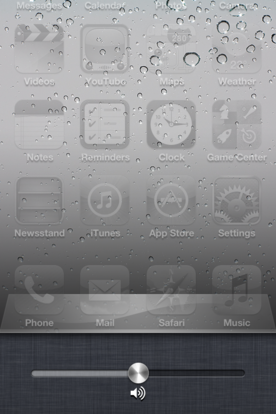 Messages Calendar Photos Camera
Videos YouTube Maps Weather
Notes Reminders Clock Game Center
Newsstand iTunes App Store Settings
Phone Mail Safari Music